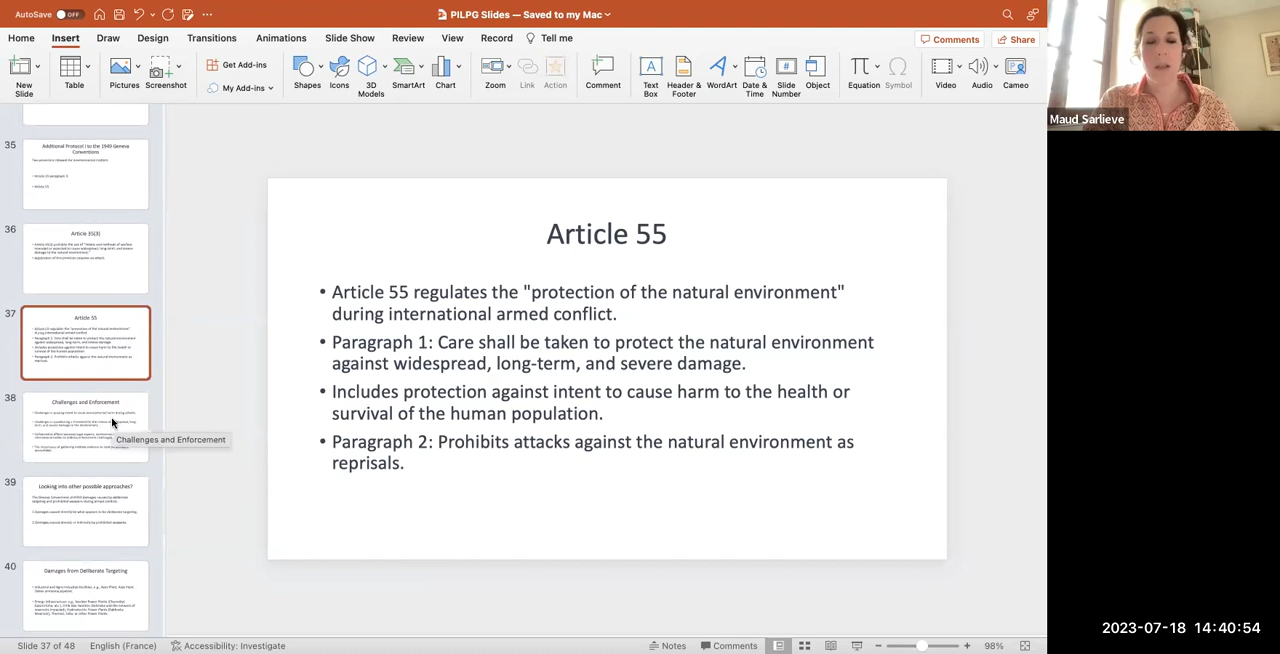 AutoSave OFF
PILPG Slides — Saved to my Mac
Home Insert Draw Design Transitions Animations Slide Show Review View Record Tell me
Comments Share
New Slide
Table
Pictures
Screenshot
Get Add-ins
My Add-ins
Shapes
Icons
3D Models
SmartArt
Chart
Zoom
Link
Action
Comment
Text Box
Header & Footer
WordArt
Date & Time
Slide Number
Object
Equation
Symbol
Video
Audio
Cameo
Maud Sarlieve
35
Additional Protocol I to the 1949 Geneva
Conventions
36
Article 35(3)
37
Article 55
38
Challenges and Enforcement
Challenges and Enforcement
39
Looking into other possible approaches?
40
Damages from Deliberate Targeting
Article 55
• Article 55 regulates the "protection of the natural environment"
during international armed conflict.
• Paragraph 1: Care shall be taken to protect the natural environment
against widespread, long-term, and severe damage.
• Includes protection against intent to cause harm to the health or
survival of the human population.
• Paragraph 2: Prohibits attacks against the natural environment as
reprisals.
2023-07-18 14:40:54
Slide 37 of 48 English (France) Accessibility: Investigate Notes Comments 98%